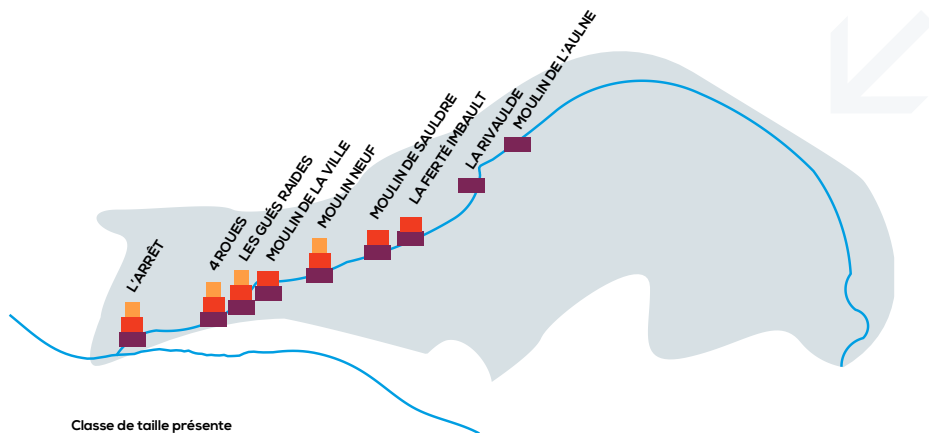 L'ARRÊT
4 ROUES
LES GUÉS RAIDES
MOULIN DE LA VILLE
MOULIN NEUF
MOULIN DE SAULDRE
LA FERTÉ IMBAULT
LA RIVAULDE
MOULIN DE L'AULNE
Classe de taille présente